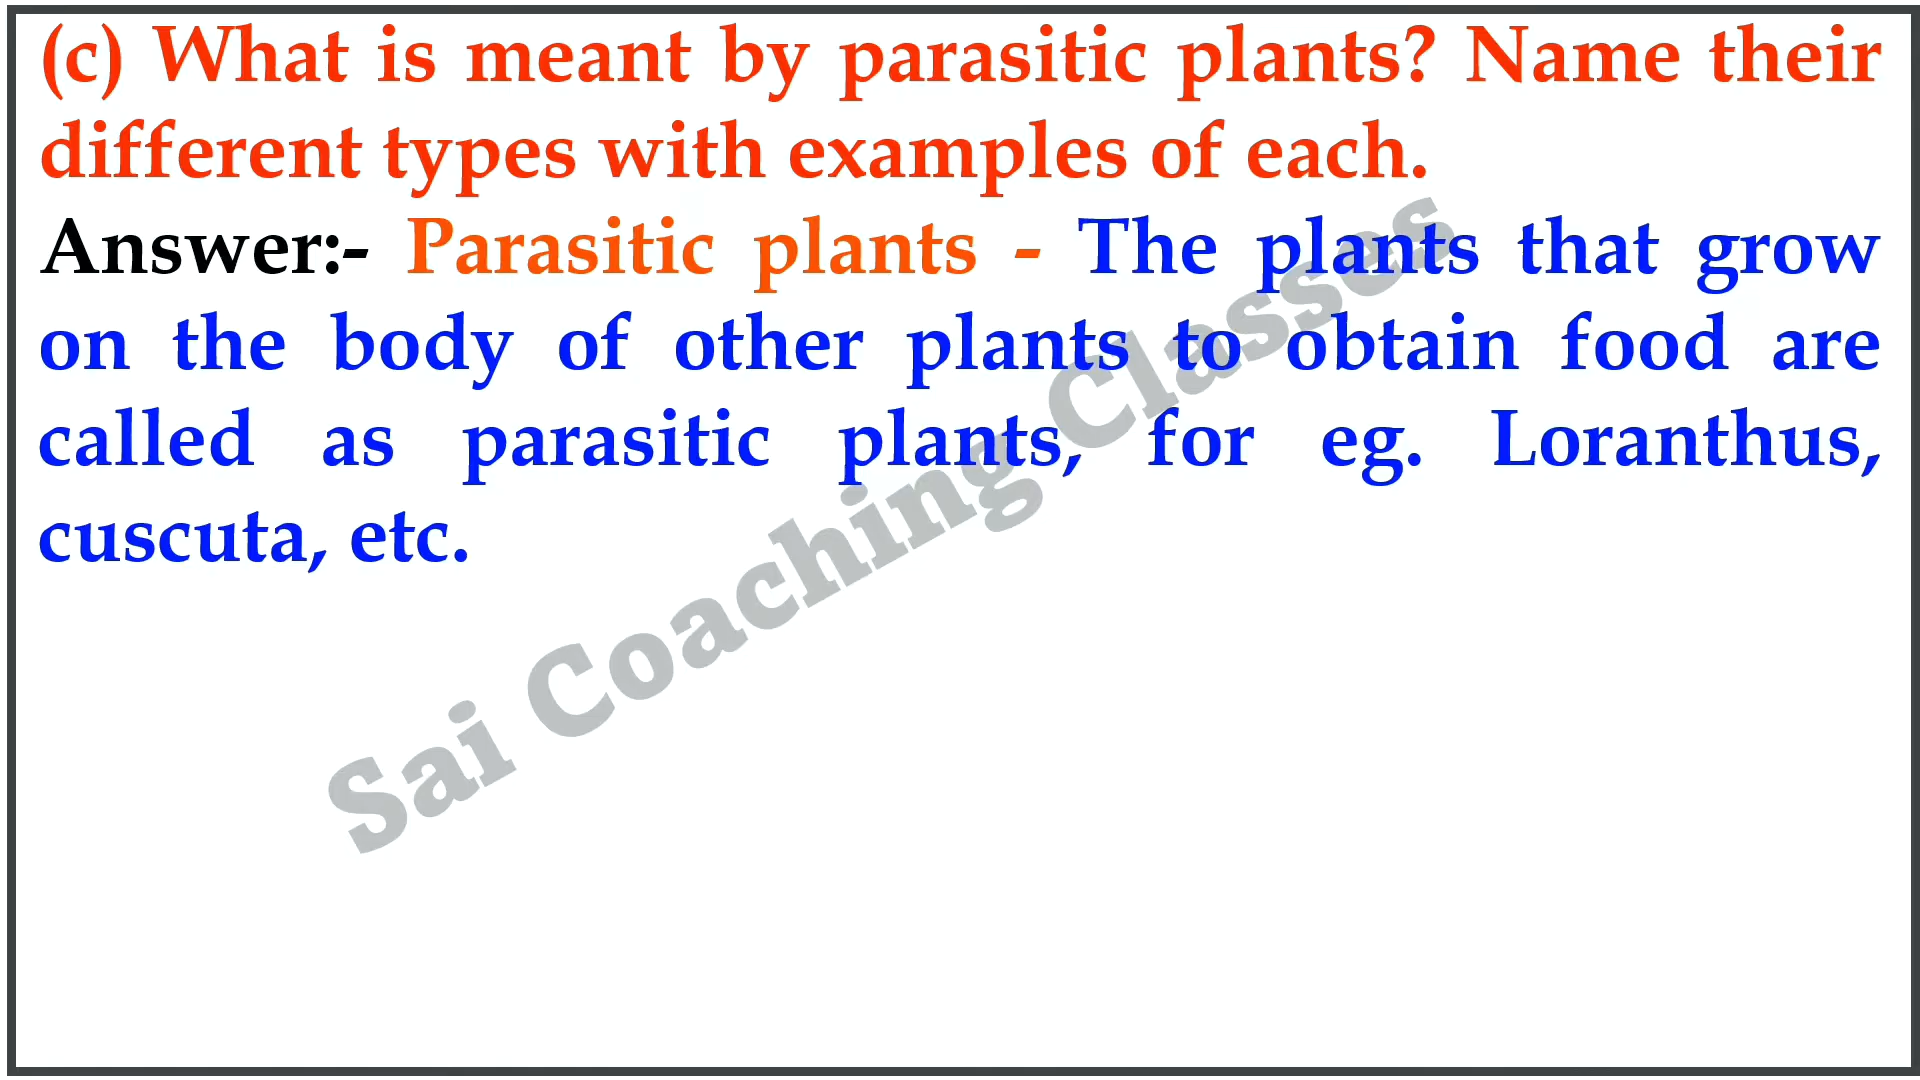 (c) What is meant by parasitic plants? Name their
different types with examples of each.
Answer:- Parasitic plants - The plants that grow
on the body of other plants to obtain food are
called as parasitic plants, for eg. Loranthus,
cuscuta, etc.
Sai Coaching Classes